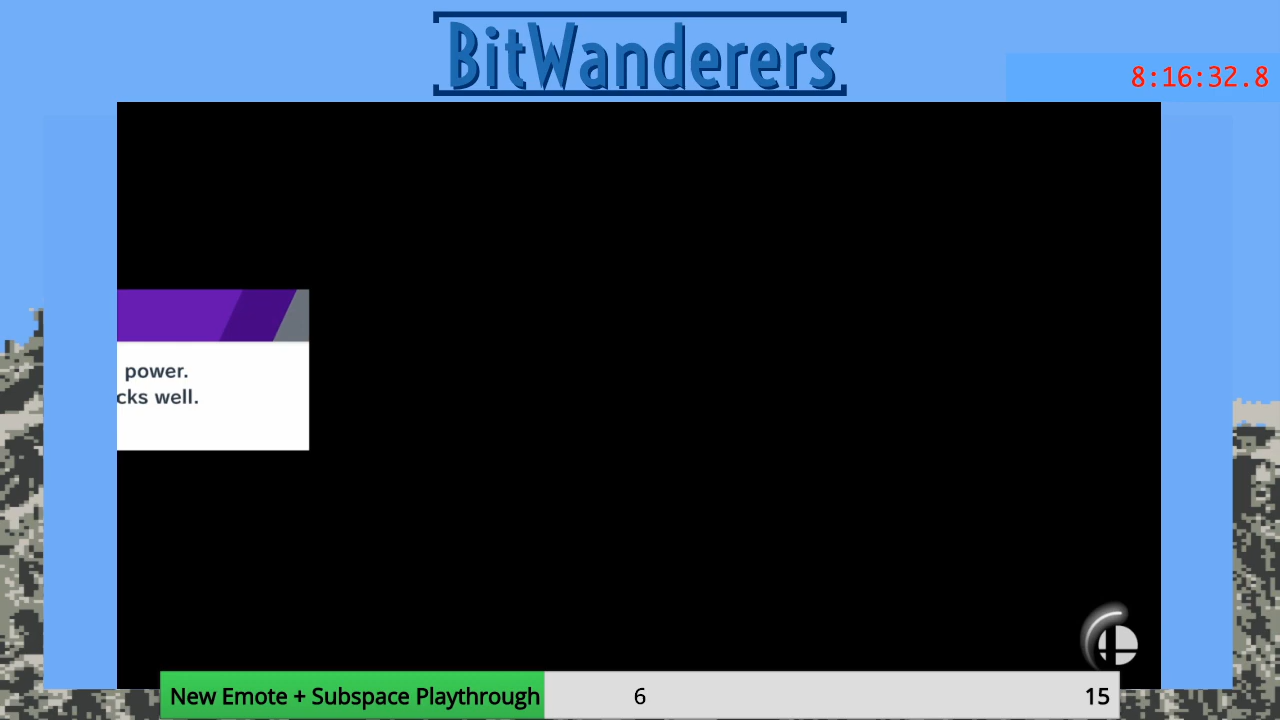 BitWanderers
8:16:32.8
power.
cks well.
New Emote + Subspace Playthrough 6 15